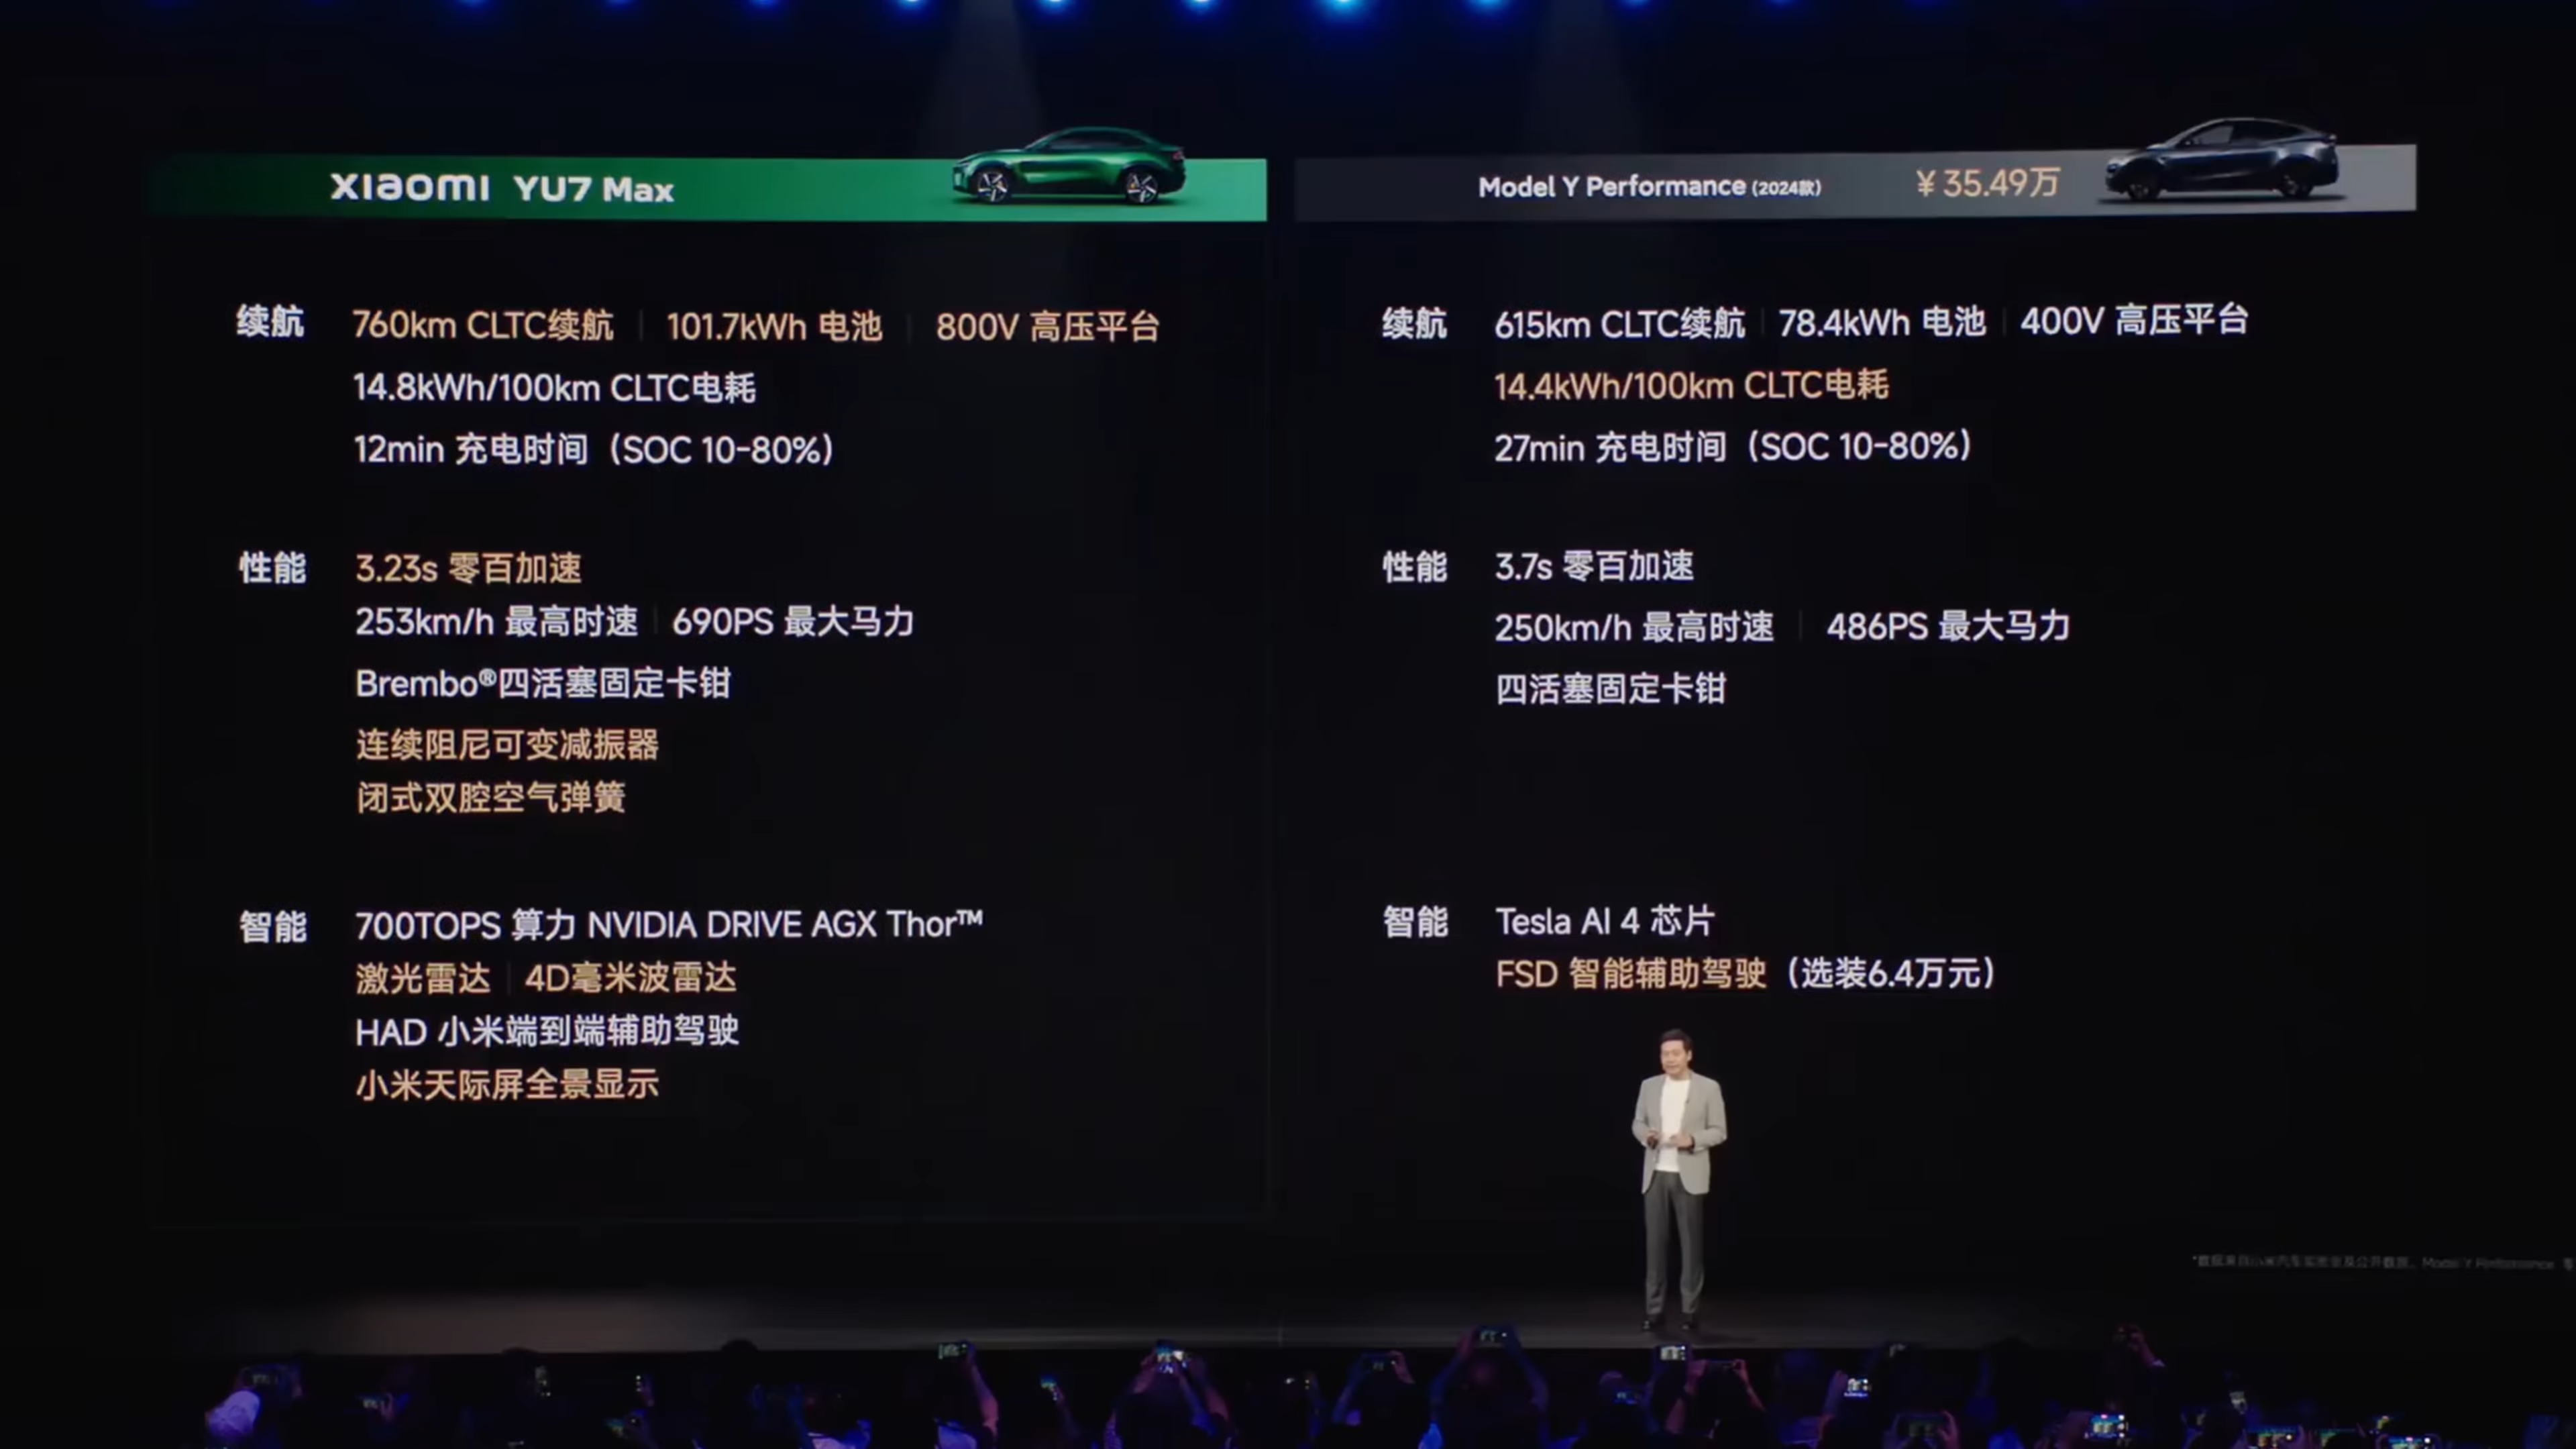 xiaomi YU7 Max
Model Y Performance (2024款) ¥35.49万
续航 760km CLTC续航 101.7kWh 电池 800V 高压平台
14.8kWh/100km CLTC电耗
12min 充电时间（SOC 10-80%）
性能 3.23s 零百加速
253km/h 最高时速 690PS 最大马力
Brembo®四活塞固定卡钳
连续阻尼可变减振器
闭式双腔空气弹簧
智能 700TOPS 算力 NVIDIA DRIVE AGX Thor™
激光雷达 4D毫米波雷达
HAD 小米端到端辅助驾驶
小米天际屏全景显示
续航 615km CLTC续航 78.4kWh 电池 400V 高压平台
14.4kWh/100km CLTC电耗
27min 充电时间（SOC 10-80%）
性能 3.7s 零百加速
250km/h 最高时速 486PS 最大马力
四活塞固定卡钳
智能 Tesla AI 4 芯片
FSD 智能辅助驾驶（选装6.4万元）
Model Y Performance